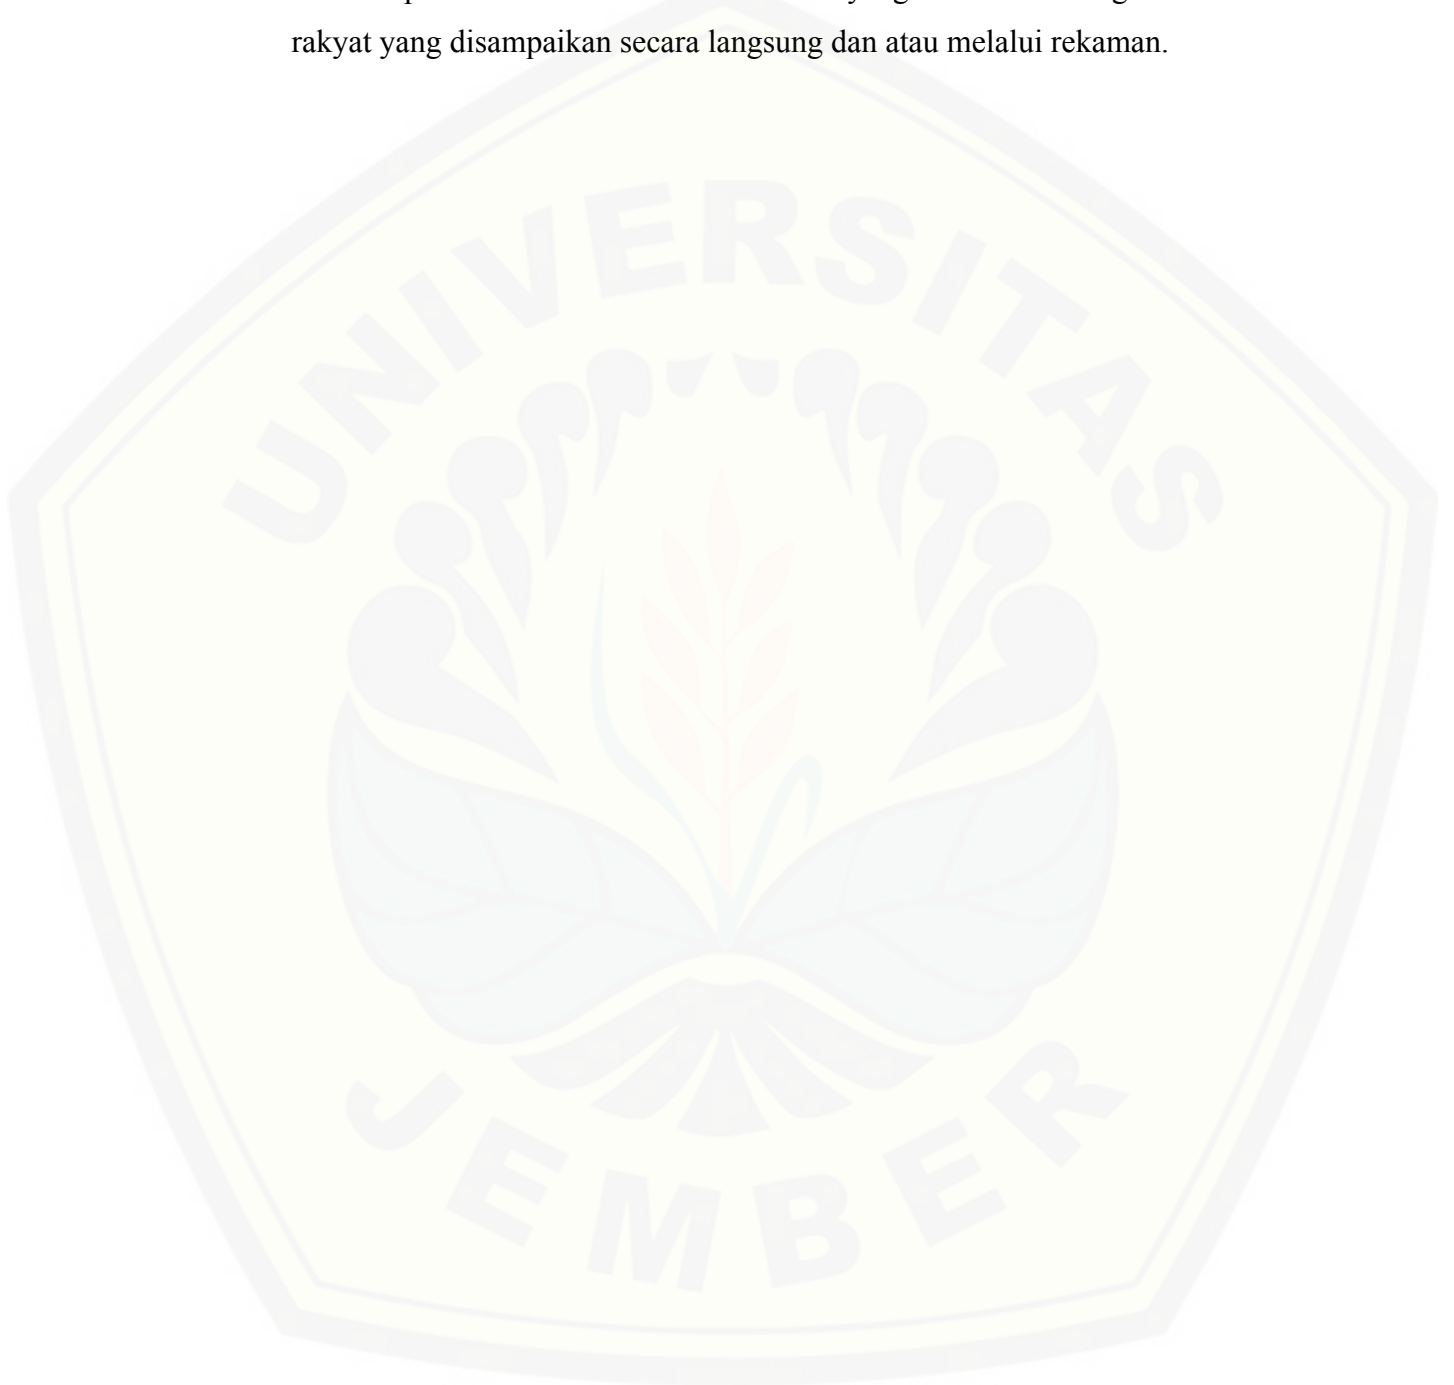 rakyat yang disampaikan secara langsung dan atau melalui rekaman.
UNIVERSITAS
JEMBER